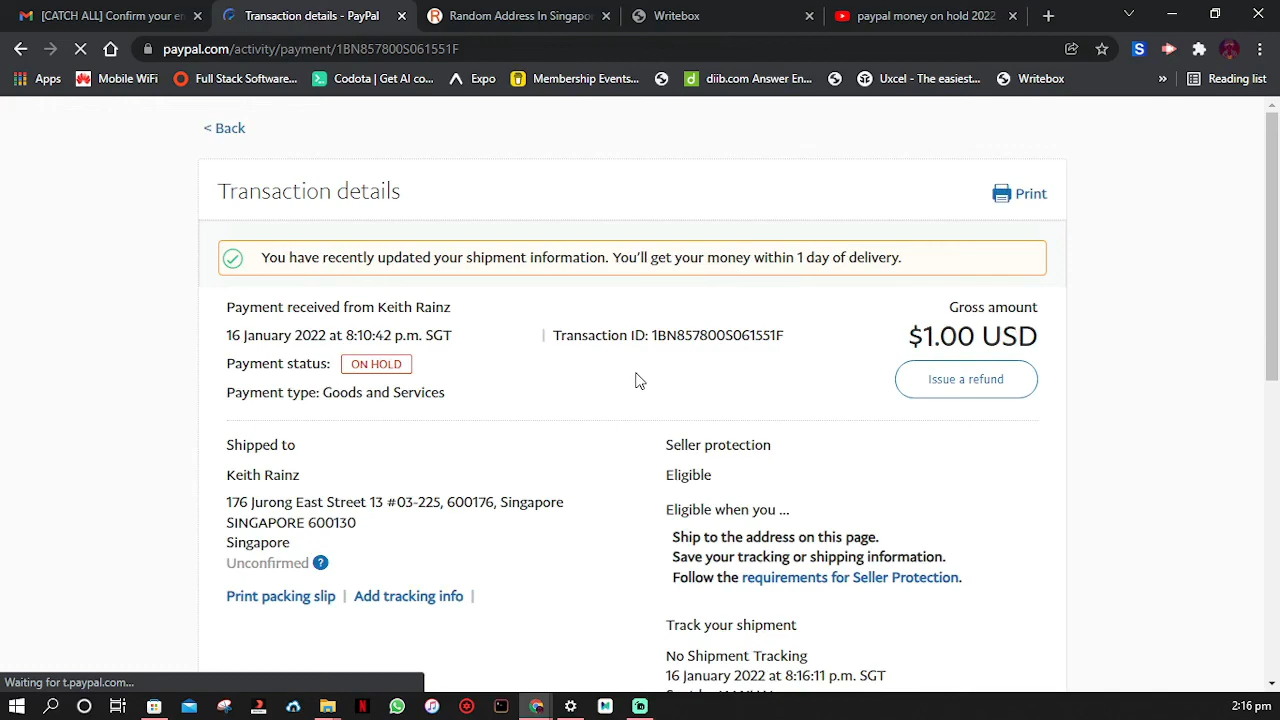 [CATCH ALL] Confirm your en
Transaction details - PayPal
Random Address In Singapor
Writebox
paypal money on hold 2022
paypal.com/activity/payment/1BN857800S061551F
Apps
Mobile WiFi
Full Stack Software...
Codota | Get AI co...
Expo
Membership Events...
diib.com Answer En...
Uxcel - The easiest...
Writebox
»
Reading list
< Back
Transaction details
Print
You have recently updated your shipment information. You'll get your money within 1 day of delivery.
Payment received from Keith Rainz
Gross amount
16 January 2022 at 8:10:42 p.m. SGT
Transaction ID: 1BN857800S061551F
$1.00 USD
Payment status: ON HOLD
Issue a refund
Payment type: Goods and Services
Shipped to
Keith Rainz
176 Jurong East Street 13 #03-225, 600176, Singapore
SINGAPORE 600130
Singapore
Unconfirmed ?
Print packing slip | Add tracking info |
Seller protection
Eligible
Eligible when you ...
Ship to the address on this page.
Save your tracking or shipping information.
Follow the requirements for Seller Protection.
Track your shipment
No Shipment Tracking
16 January 2022 at 8:16:11 p.m. SGT
Waiting for t.paypal.com...
2:16 pm